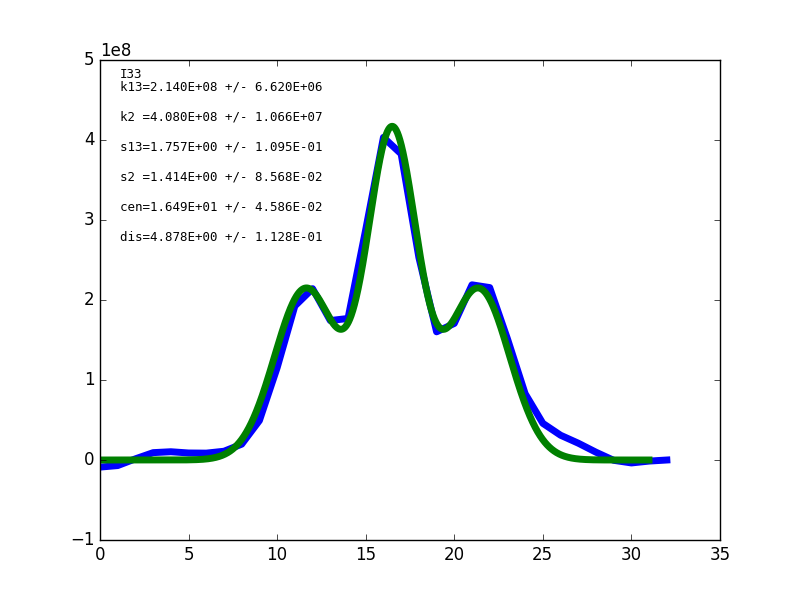 1e8
5
I33
k13=2.140E+08 +/- 6.620E+06
k2 =4.080E+08 +/- 1.066E+07
4
s13=1.757E+00 +/- 1.095E-01
s2 =1.414E+00 +/- 8.568E-02
cen=1.649E+01 +/- 4.586E-02
3
dis=4.878E+00 +/- 1.128E-01
2
1
0
−1
0 5 10 15 20 25 30 35